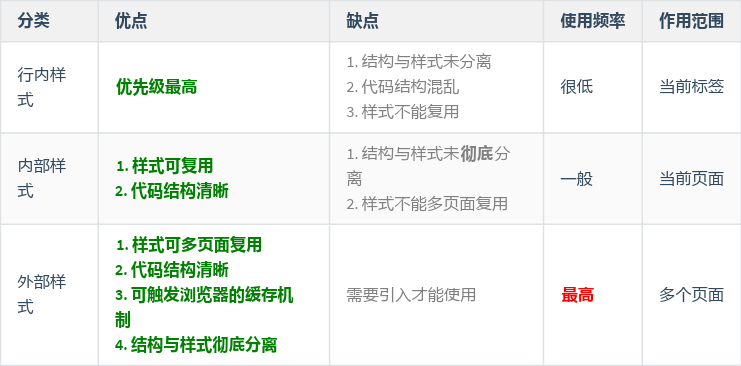 分类 优点 缺点 使用频率 作用范围
行内样
式
优先级最高
1. 结构与样式未分离
2. 代码结构混乱
3. 样式不能复用
很低
当前标签
内部样
式
1. 样式可复用
2. 代码结构清晰
1. 结构与样式未彻底分
离
2. 样式不能多页面复用
一般
当前页面
外部样
式
1. 样式可多页面复用
2. 代码结构清晰
3. 可触发浏览器的缓存机
制
4. 结构与样式彻底分离
需要引入才能使用
最高
多个页面